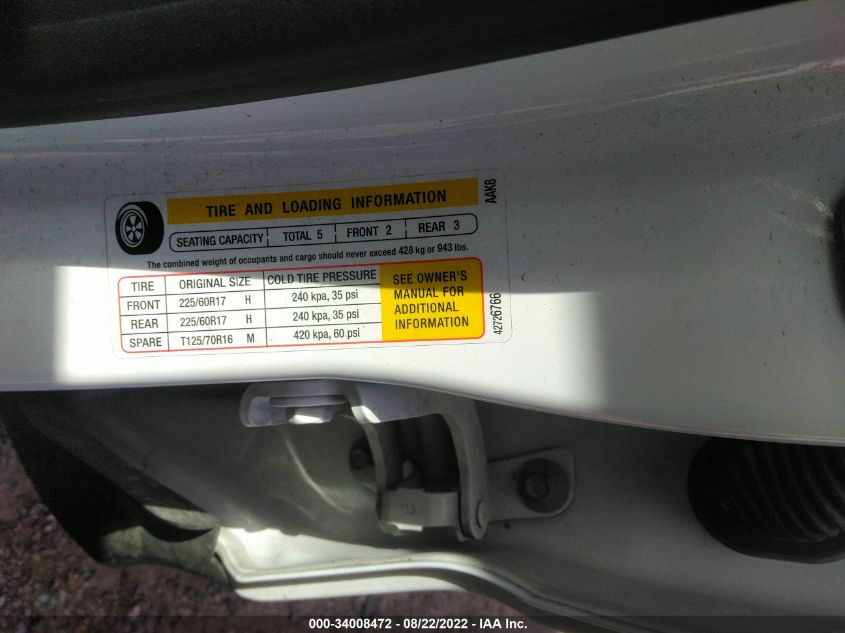 TIRE AND LOADING INFORMATION
SEATING CAPACITY TOTAL 5 FRONT 2 REAR 3
The combined weight of occupants and cargo should never exceed 428 kg or 943 lbs.
TIRE ORIGINAL SIZE COLD TIRE PRESSURE
FRONT 225/60R17 H 240 kpa, 35 psi
REAR 225/60R17 H 240 kpa, 35 psi
SPARE T125/70R16 M 420 kpa, 60 psi
SEE OWNER'S
MANUAL FOR
ADDITIONAL
INFORMATION
AAK8
42726766
000-34008472 - 08/22/2022 - IAA Inc.